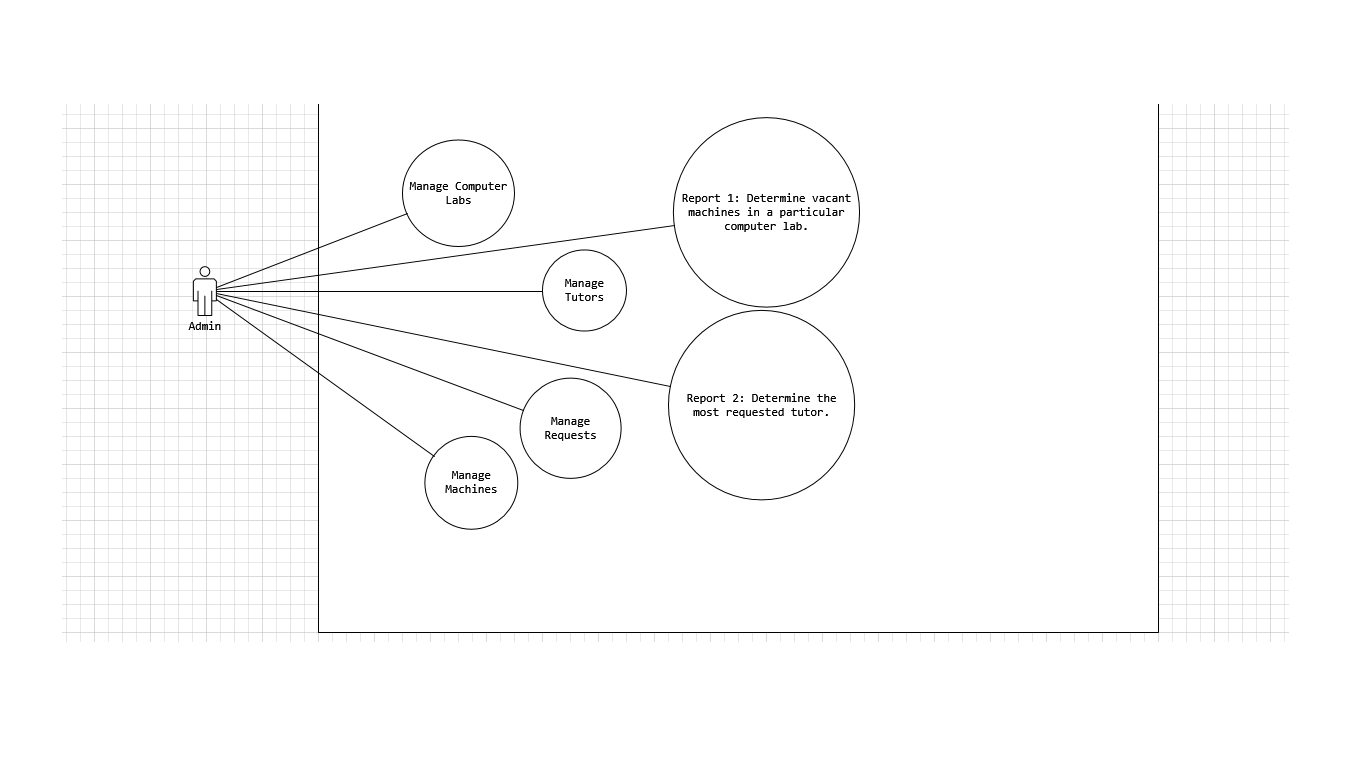 Manage Computer
Labs
Report 1: Determine vacant
machines in a particular
computer lab.
Manage
Tutors
Admin
Report 2: Determine the
most requested tutor.
Manage
Requests
Manage
Machines